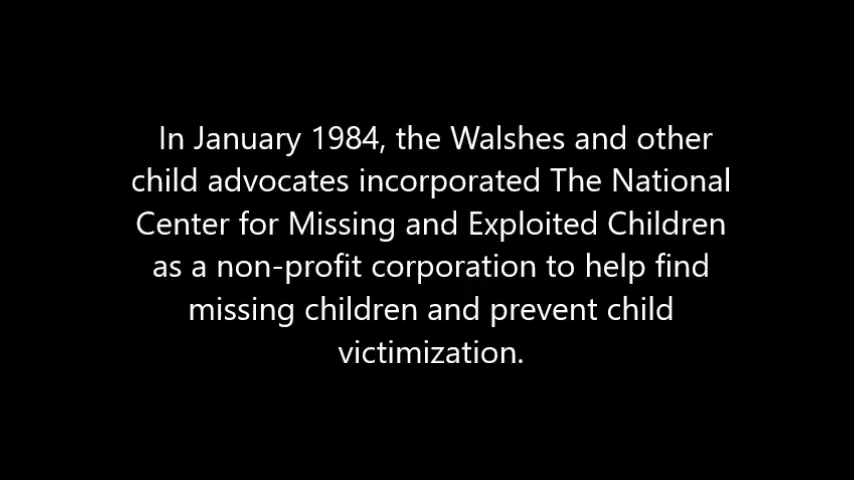 In January 1984, the Walshes and other
child advocates incorporated The National
Center for Missing and Exploited Children
as a non-profit corporation to help find
missing children and prevent child
victimization.